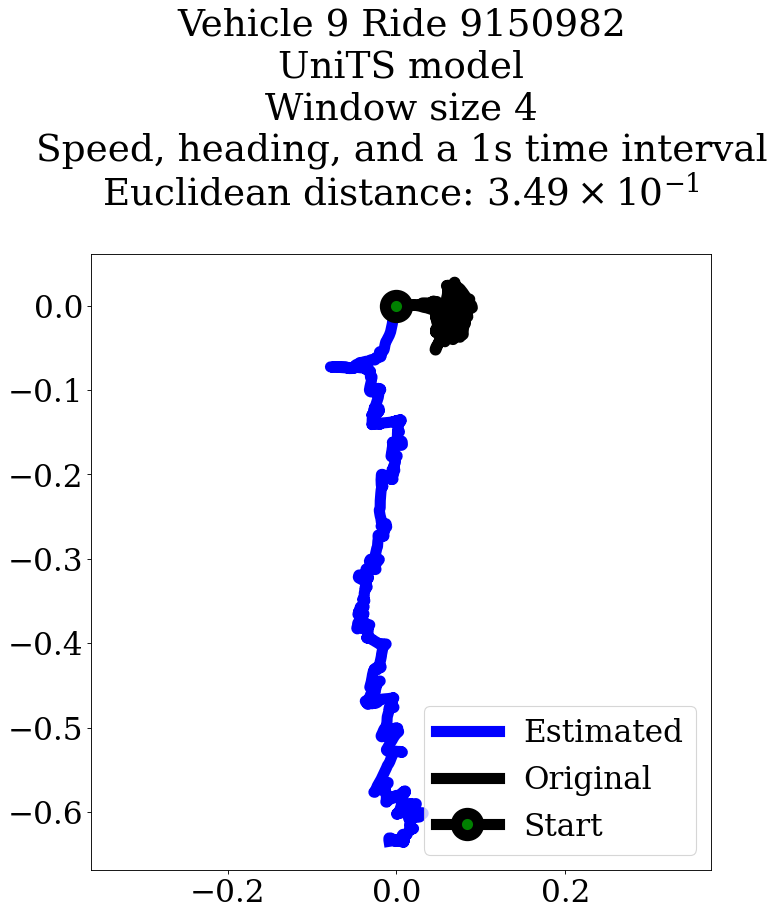 Vehicle 9 Ride 9150982
UniTS model
Window size 4
Speed, heading, and a 1s time interval
Euclidean distance: 3.49 × 10⁻¹
0.0
−0.1
−0.2
−0.3
−0.4
−0.5
−0.6
Estimated
Original
Start
−0.2 0.0 0.2